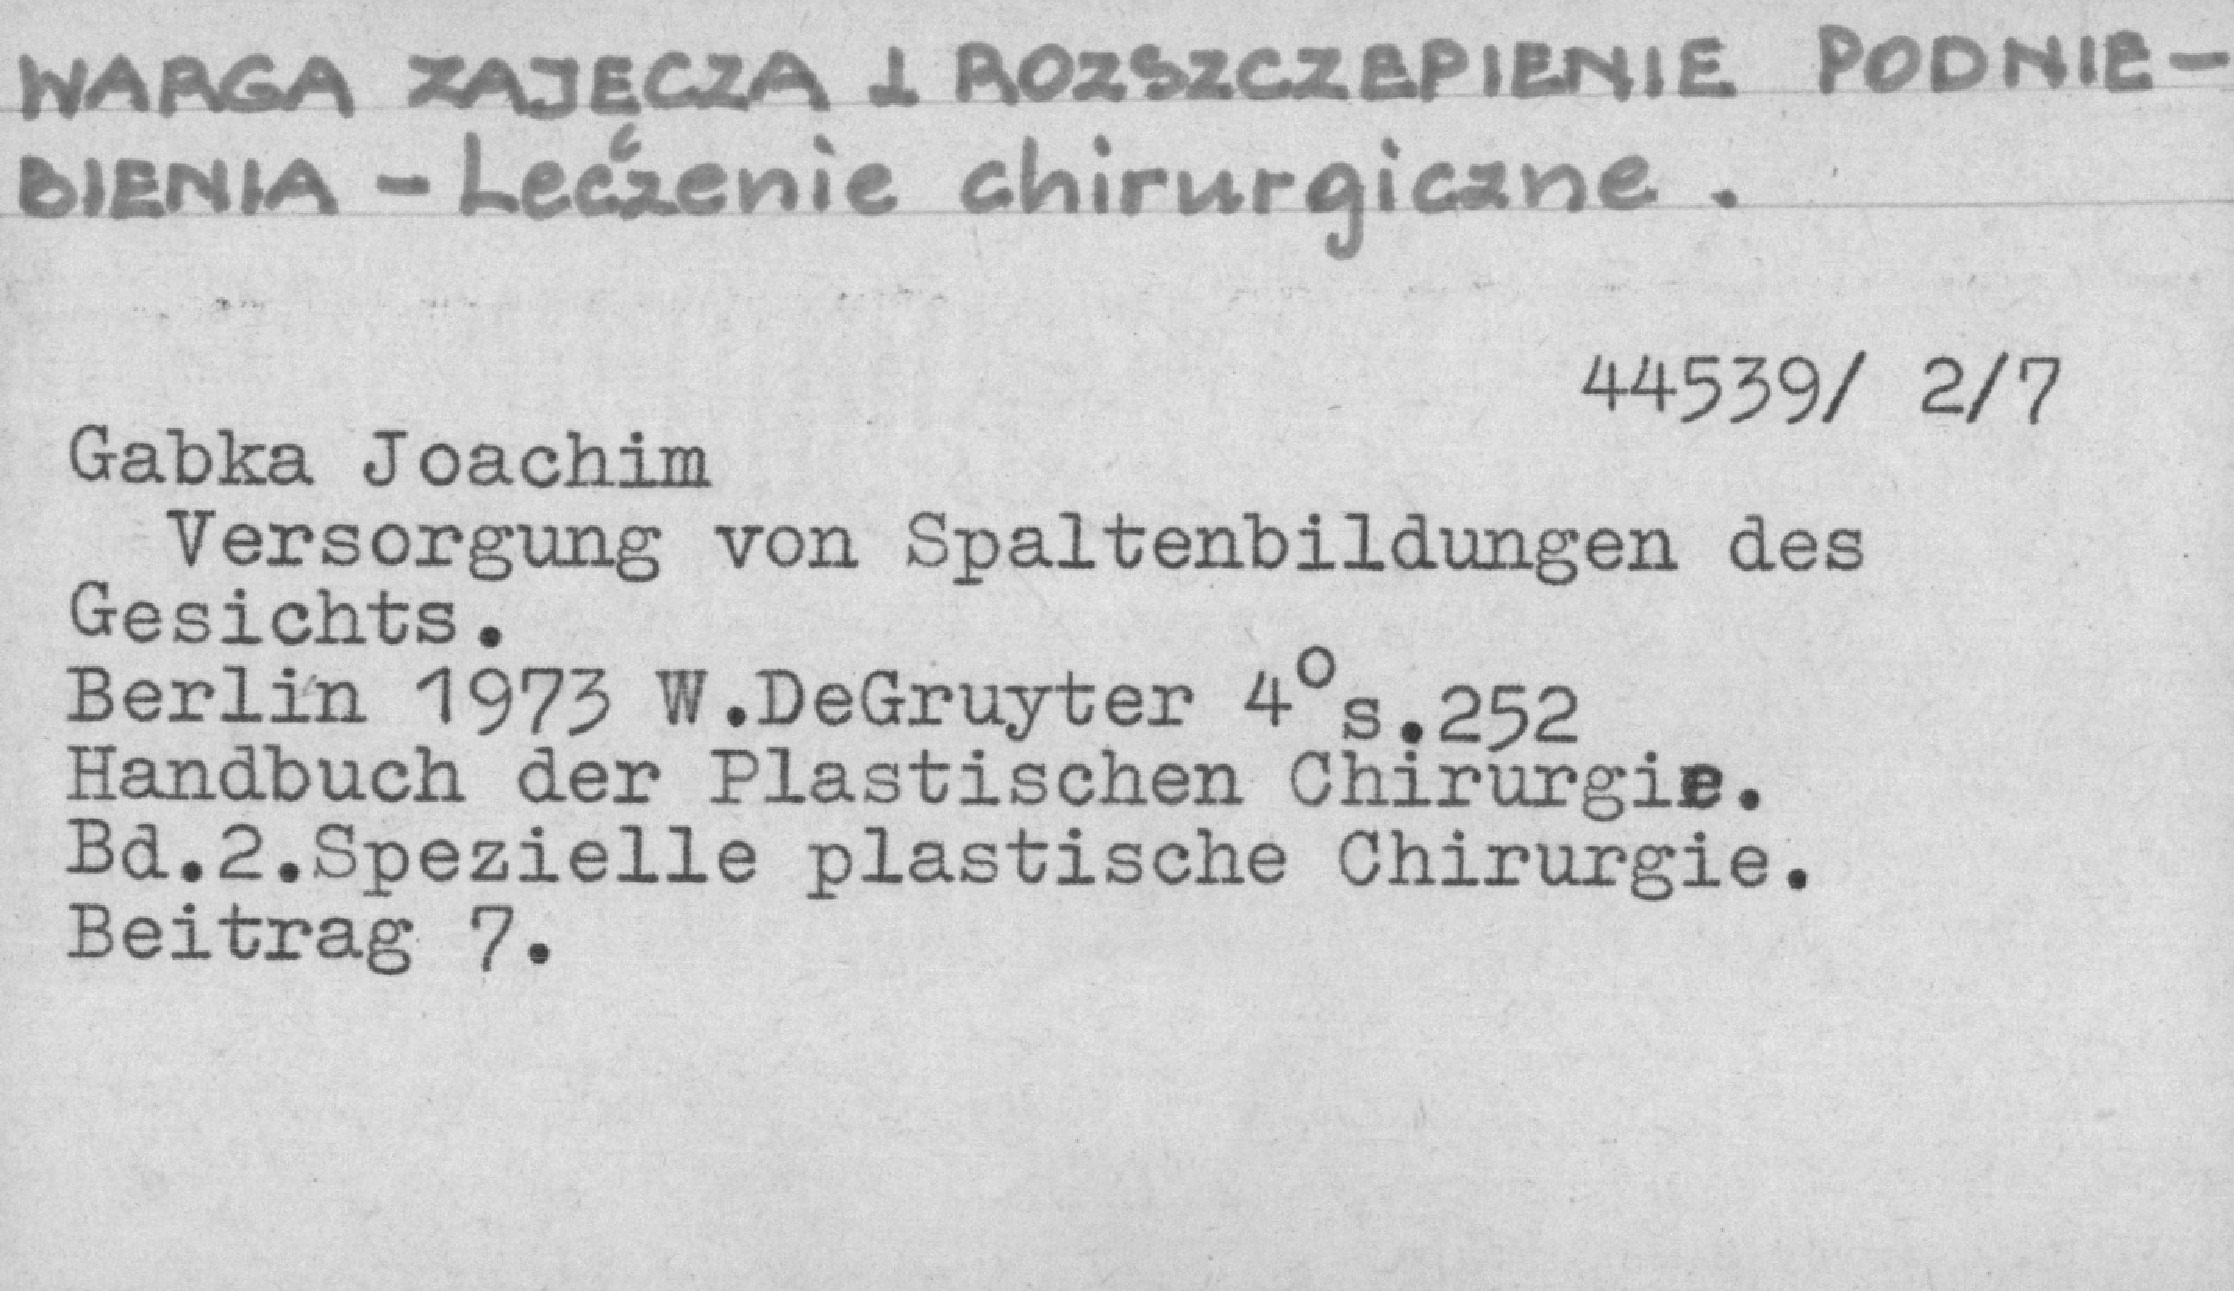 WARGA ZAJĘCZA I ROZSZCZEPIENIE PODNIE-
BIENIA - Leczenie chirurgiczne.
44539/ 2/7
Gabka Joachim
Versorgung von Spaltenbildungen des
Gesichts.
Berlin 1973 W.DeGruyter 4° s.252
Handbuch der Plastischen Chirurgie.
Bd.2.Spezielle plastische Chirurgie.
Beitrag 7.